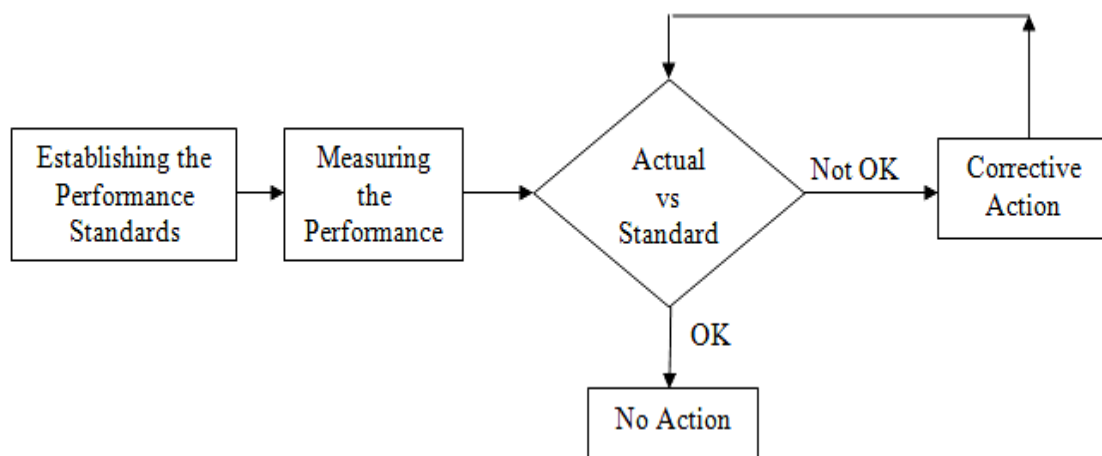 Establishing the
Performance
Standards
Measuring
the
Performance
Actual
vs
Standard
Not OK
Corrective
Action
OK
No Action